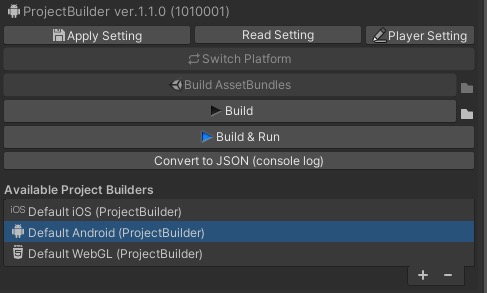 ProjectBuilder ver.1.1.0 (1010001)
Apply Setting Read Setting Player Setting
Switch Platform
Build AssetBundles
Build
Build & Run
Convert to JSON (console log)
Available Project Builders
iOS Default iOS (ProjectBuilder)
Default Android (ProjectBuilder)
Default WebGL (ProjectBuilder)
+ −